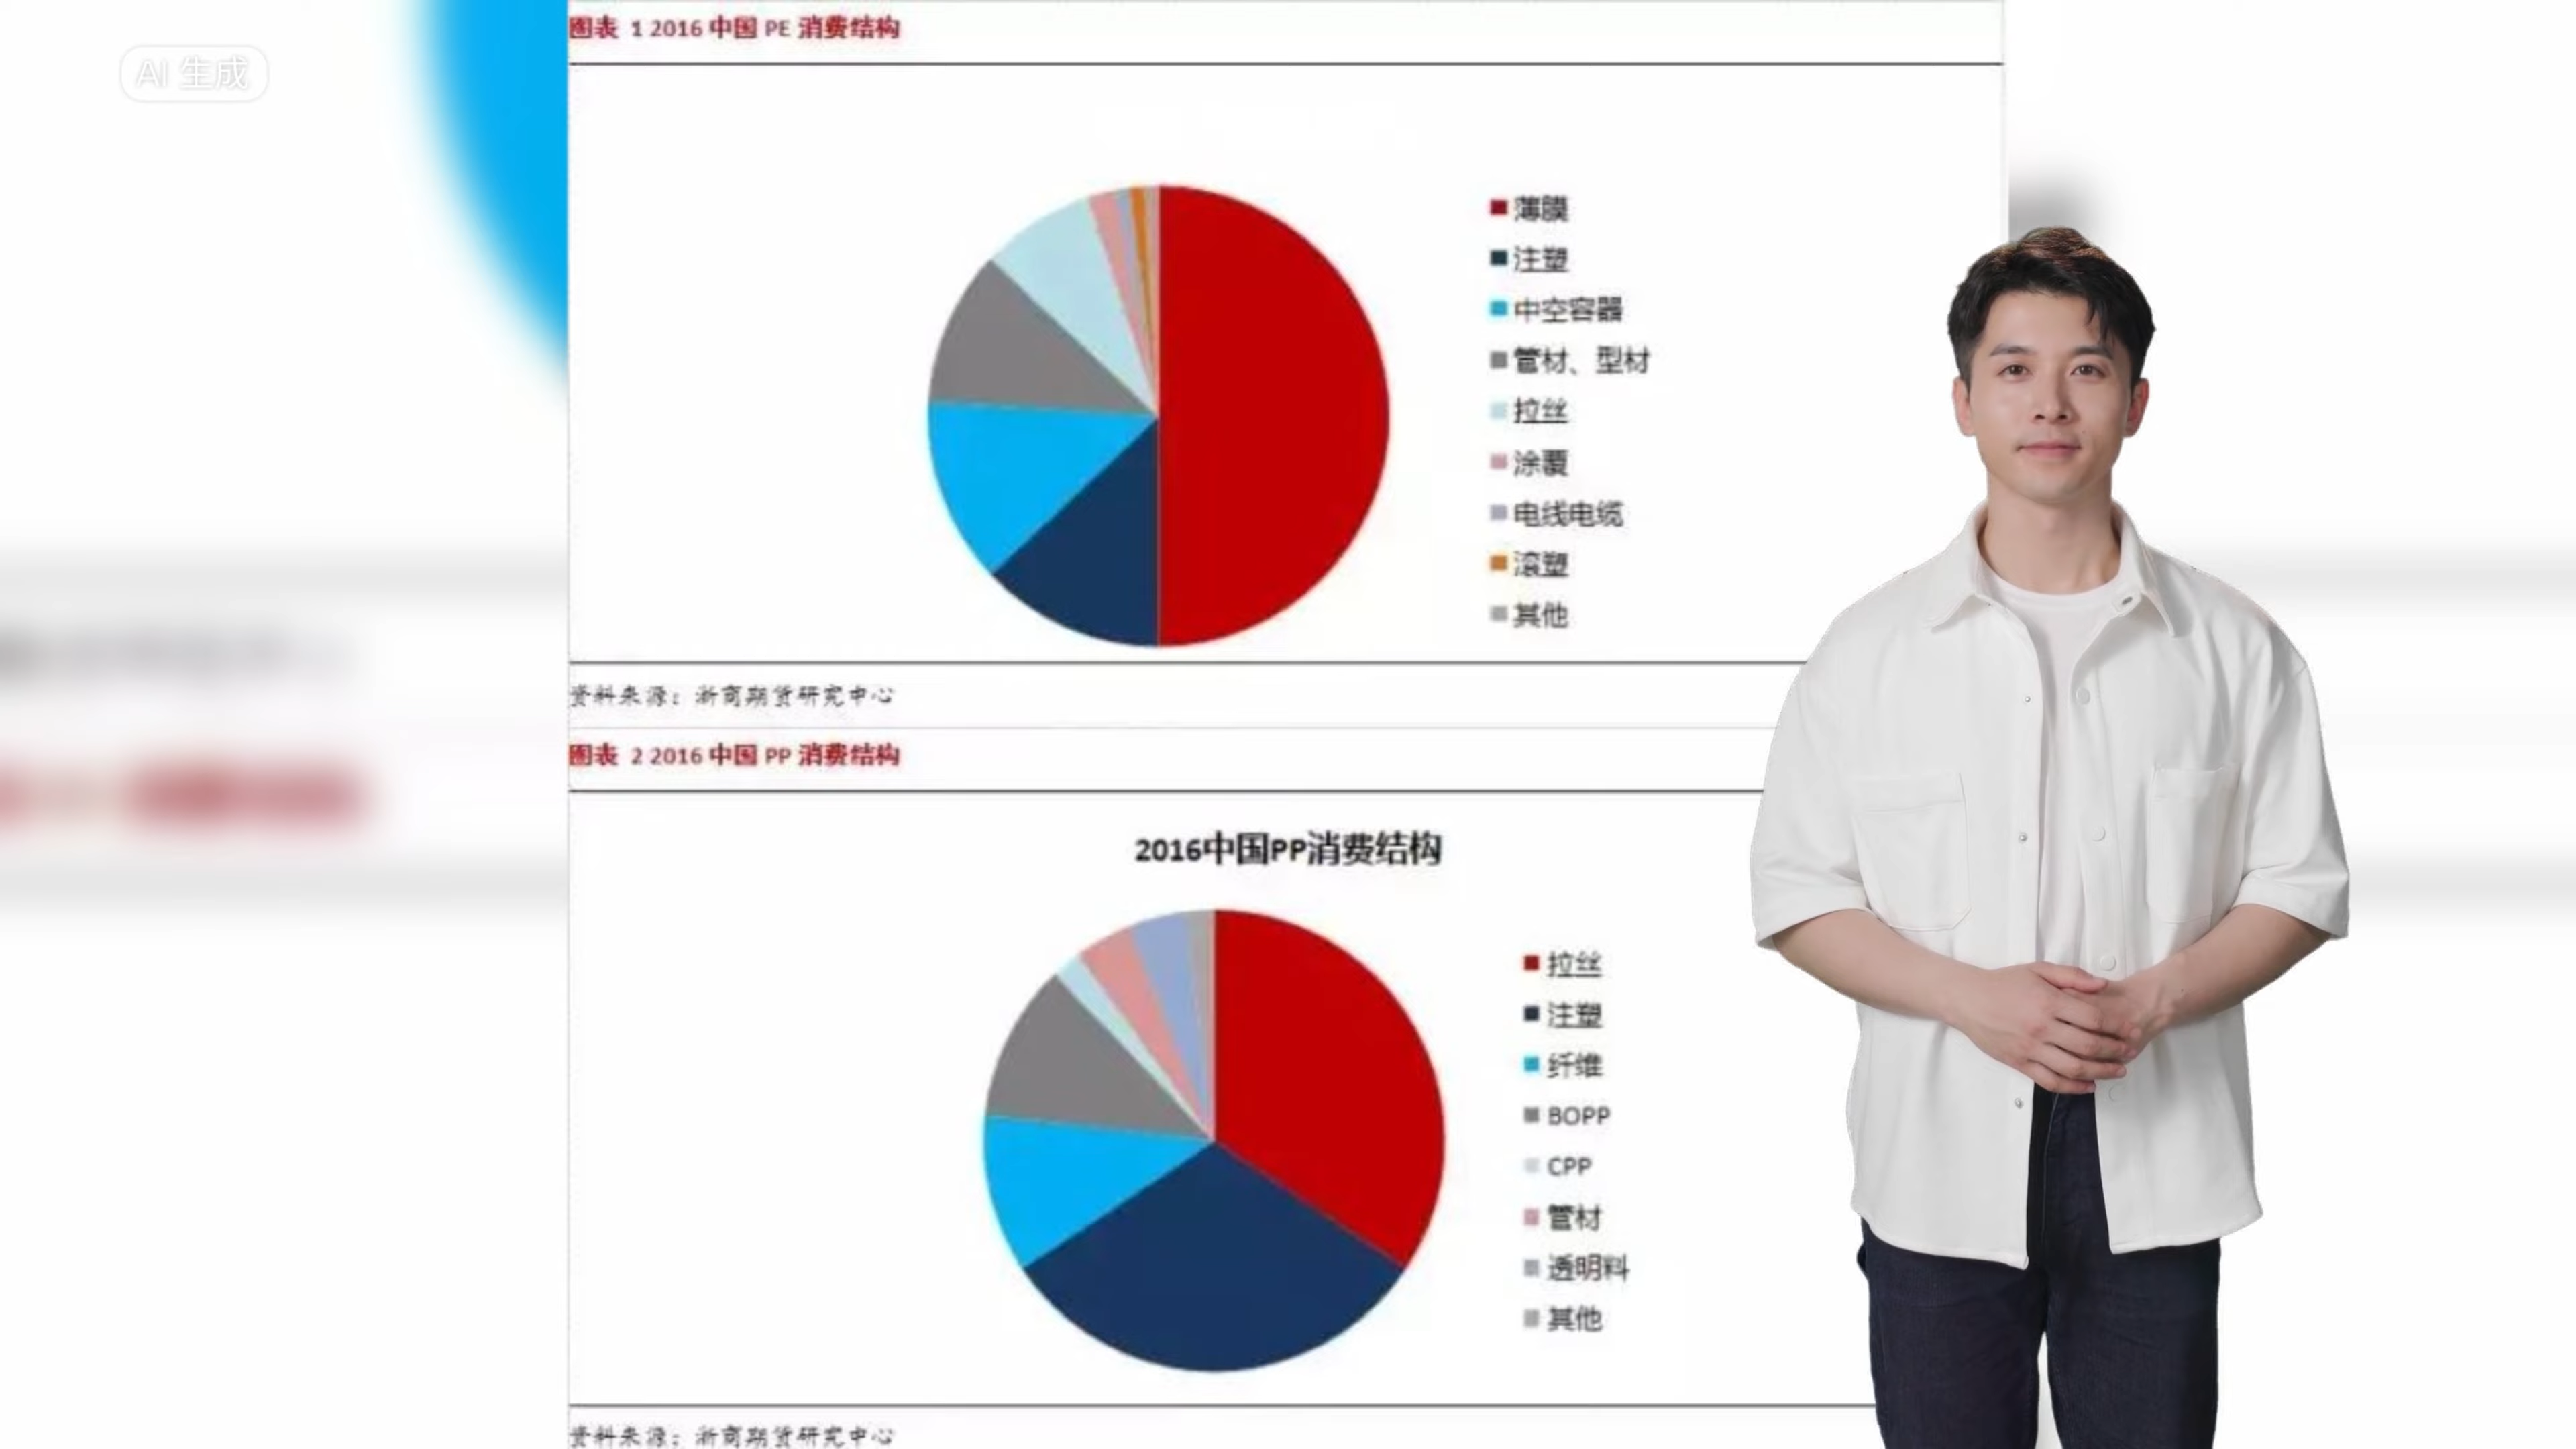 AI 生成
图表 1 2016 中国 PE 消费结构
薄膜
注塑
中空容器
管材、型材
拉丝
涂覆
电线电缆
滚塑
其他
资料来源：浙商期货研究中心
图表 2 2016 中国 PP 消费结构
2016中国PP消费结构
拉丝
注塑
纤维
BOPP
CPP
管材
透明料
其他
资料来源：浙商期货研究中心